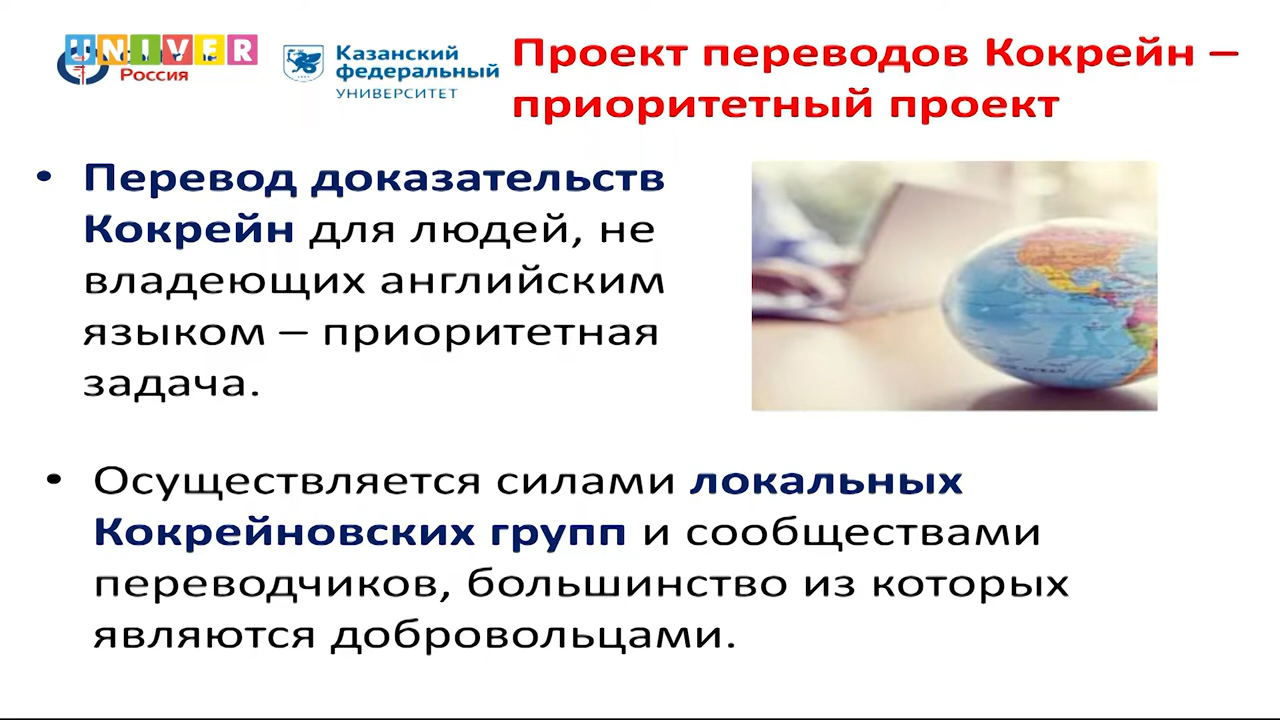 UNIVER
Россия
Казанский
федеральный
УНИВЕРСИТЕТ
Проект переводов Кокрейн –
приоритетный проект
• Перевод доказательств
Кокрейн для людей, не
владеющих английским
языком – приоритетная
задача.
• Осуществляется силами локальных
Кокрейновских групп и сообществами
переводчиков, большинство из которых
являются добровольцами.